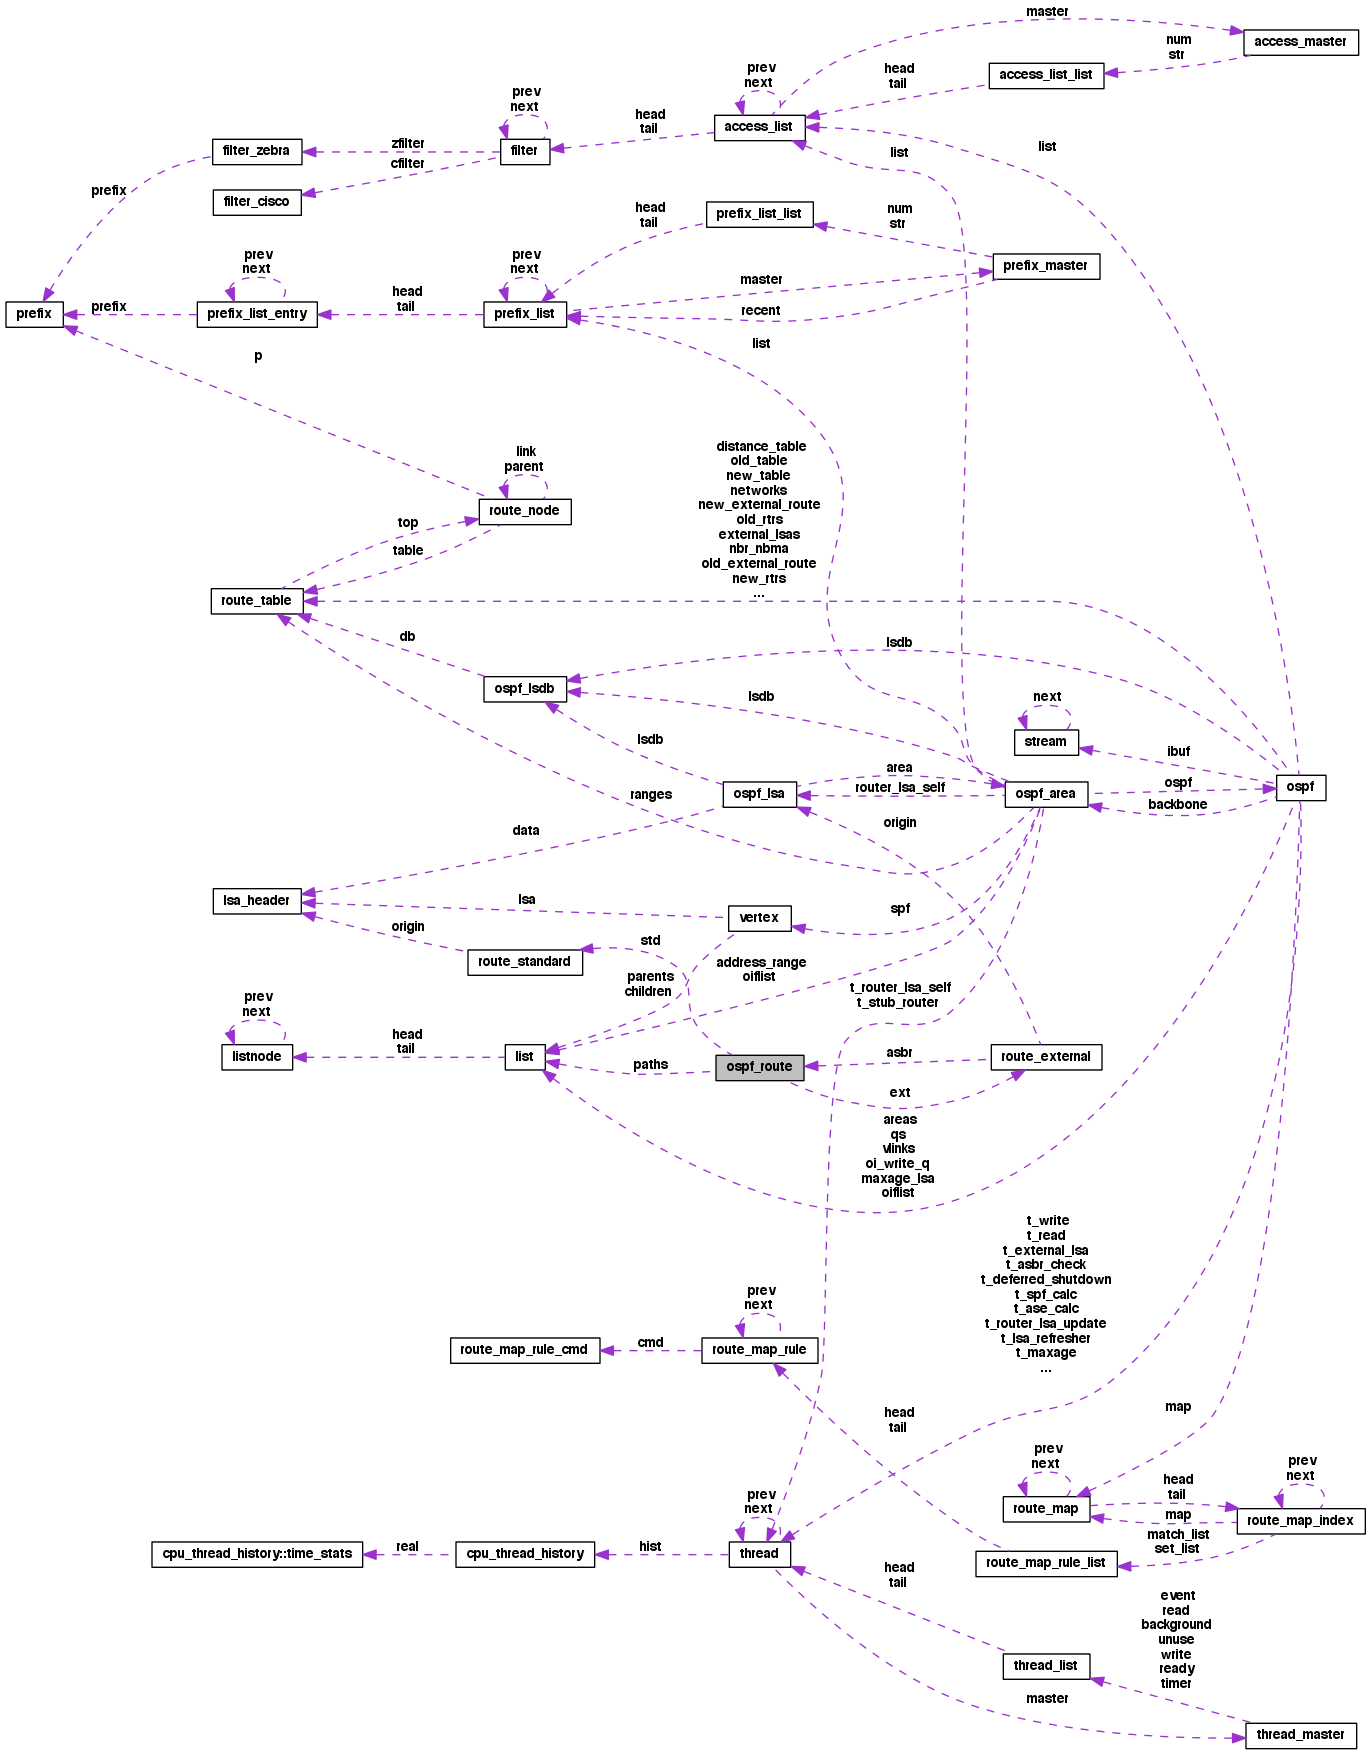 master
access_master
num
str
prev
next
head
tail
access_list_list
prev
next
head
tail
access_list
zfilter
filter_zebra
filter
cfilter
list
list
prefix
filter_cisco
head
tail
prefix_list_list
num
str
prev
next
prev
next
prefix_master
master
head
tail
prefix
prefix
prefix_list_entry
prefix_list
recent
list
p
distance_table
old_table
new_table
networks
new_external_route
old_rtrs
external_lsas
nbr_nbma
old_external_route
new_rtrs
...
link
parent
route_node
top
table
route_table
db
lsdb
ospf_lsdb
lsdb
next
stream
ibuf
lsdb
area
ospf
ospf
ospf_lsa
router_lsa_self
ospf_area
backbone
ranges
origin
data
lsa_header
lsa
vertex
spf
origin
std
route_standard
address_range
oiflist
parents
children
t_router_lsa_self
t_stub_router
prev
next
listnode
head
tail
list
paths
ospf_route
asbr
route_external
ext
areas
qs
vlinks
oi_write_q
maxage_lsa
oiflist
t_write
t_read
t_external_lsa
t_asbr_check
t_deferred_shutdown
t_spf_calc
t_ase_calc
t_router_lsa_update
t_lsa_refresher
t_maxage
...
prev
next
route_map_rule_cmd
cmd
route_map_rule
head
tail
map
prev
next
prev
next
head
tail
route_map
map
route_map_index
match_list
set_list
prev
next
cpu_thread_history::time_stats
real
cpu_thread_history
hist
thread
route_map_rule_list
head
tail
event
read
background
unuse
write
ready
timer
thread_list
master
thread_master